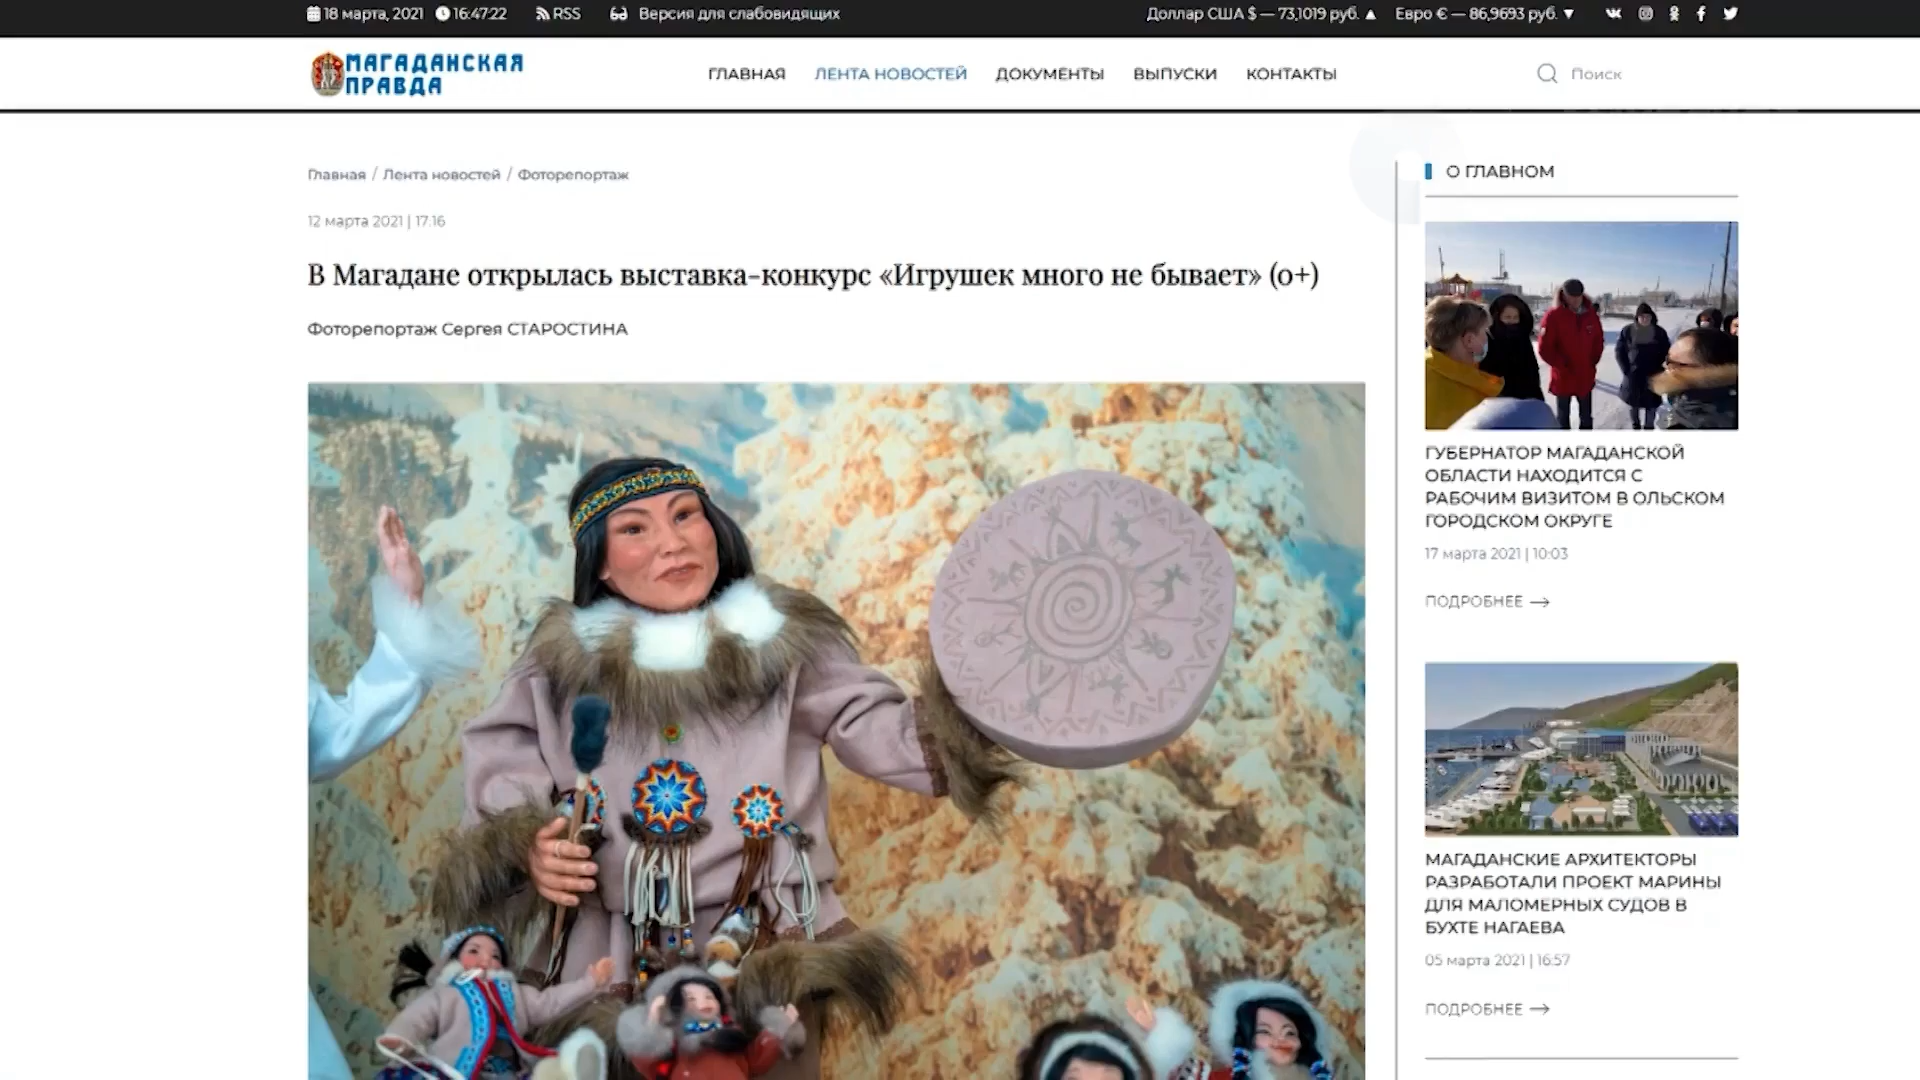 18 марта, 2021 16:47:22 RSS Версия для слабовидящих Доллар США $ — 73,1019 руб. ▲ Евро € — 86,9693 руб. ▼
МАГАДАНСКАЯ
ПРАВДА
ГЛАВНАЯ ЛЕНТА НОВОСТЕЙ ДОКУМЕНТЫ ВЫПУСКИ КОНТАКТЫ Поиск
Главная / Лента новостей / Фоторепортаж
12 марта 2021 | 17:16
В Магадане открылась выставка-конкурс «Игрушек много не бывает» (0+)
Фоторепортаж Сергея СТАРОСТИНА
О ГЛАВНОМ
ГУБЕРНАТОР МАГАДАНСКОЙ
ОБЛАСТИ НАХОДИТСЯ С
РАБОЧИМ ВИЗИТОМ В ОЛЬСКОМ
ГОРОДСКОМ ОКРУГЕ
17 марта 2021 | 10:03
ПОДРОБНЕЕ →
МАГАДАНСКИЕ АРХИТЕКТОРЫ
РАЗРАБОТАЛИ ПРОЕКТ МАРИНЫ
ДЛЯ МАЛОМЕРНЫХ СУДОВ В
БУХТЕ НАГАЕВА
05 марта 2021 | 16:57
ПОДРОБНЕЕ →